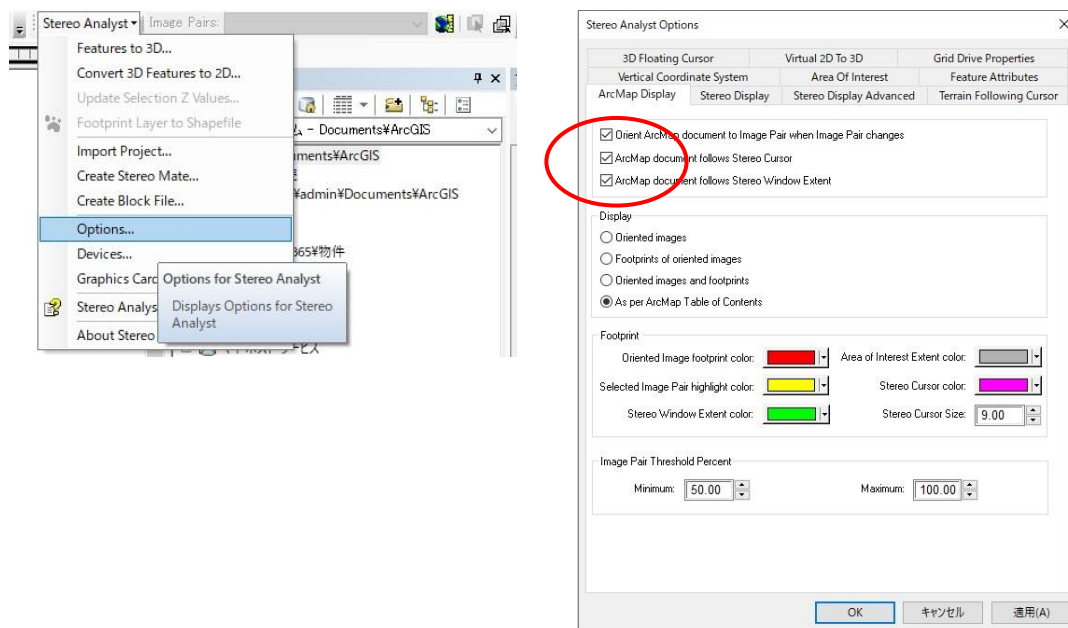 Stereo Analyst
Image Pairs:
Features to 3D...
Convert 3D Features to 2D...
Update Selection Z Values...
Footprint Layer to Shapefile
Import Project...
Create Stereo Mate...
Create Block File...
Options...
Devices...
Graphics Card
Stereo Analys
About Stereo
- Documents¥ArcGIS
uments¥ArcGIS
¥admin¥Documents¥ArcGIS
365¥物件
Options for Stereo Analyst
Displays Options for Stereo
Analyst
Stereo Analyst Options
3D Floating Cursor
Virtual 2D To 3D
Grid Drive Properties
Vertical Coordinate System
Area Of Interest
Feature Attributes
ArcMap Display
Stereo Display
Stereo Display Advanced
Terrain Following Cursor
Orient ArcMap document to Image Pair when Image Pair changes
ArcMap document follows Stereo Cursor
ArcMap document follows Stereo Window Extent
Display
Oriented images
Footprints of oriented images
Oriented images and footprints
As per ArcMap Table of Contents
Footprint
Oriented Image footprint color:
Area of Interest Extent color:
Selected Image Pair highlight color:
Stereo Cursor color:
Stereo Window Extent color:
Stereo Cursor Size: 9.00
Image Pair Threshold Percent
Minimum: 50.00
Maximum: 100.00
OK
キャンセル
適用(A)